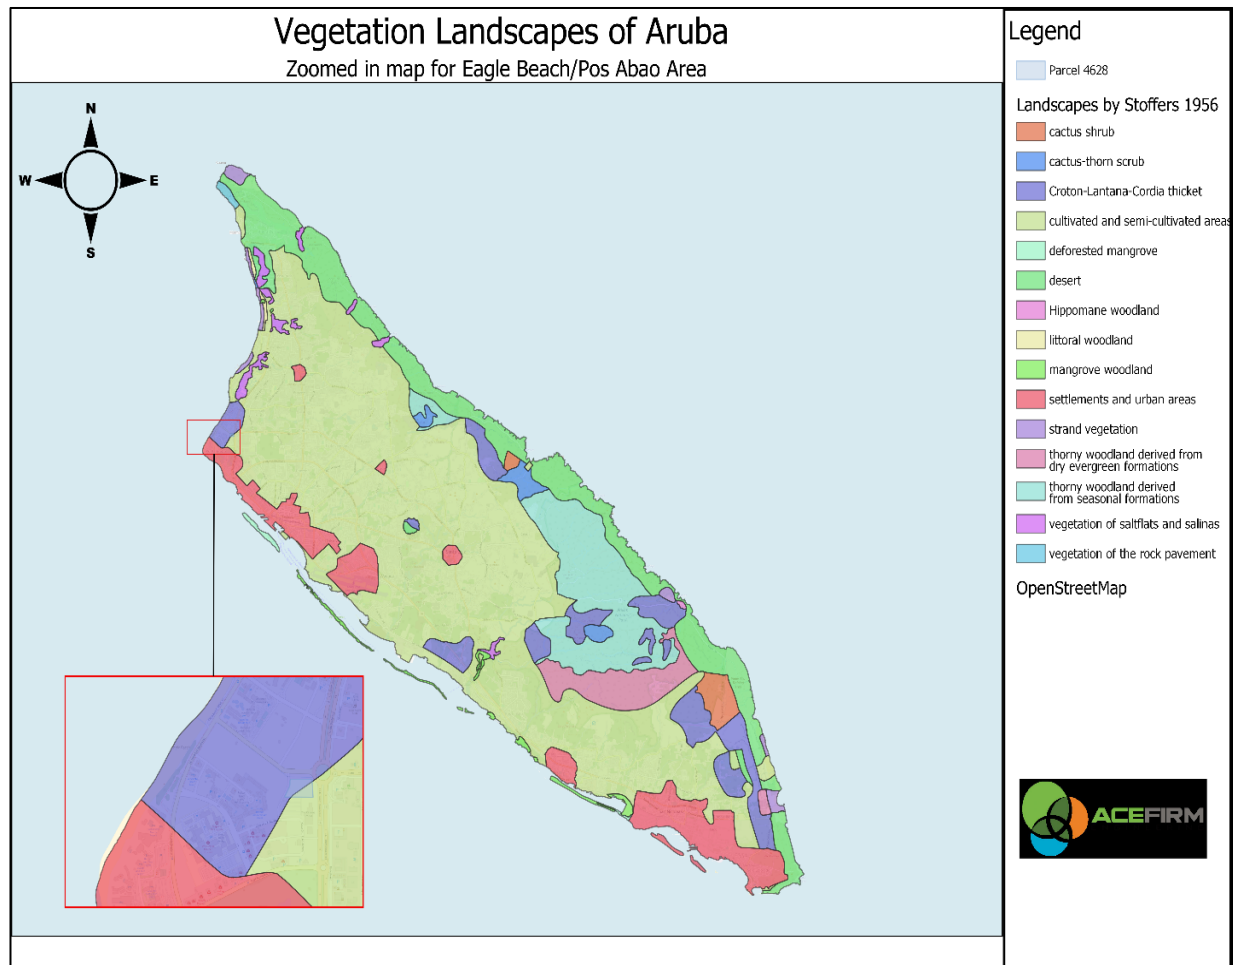 Vegetation Landscapes of Aruba
Zoomed in map for Eagle Beach/Pos Abao Area
N
W
E
S
Legend
Parcel 4628
Landscapes by Stoffers 1956
cactus shrub
cactus-thorn scrub
Croton-Lantana-Cordia thicket
cultivated and semi-cultivated areas
deforested mangrove
desert
Hippomane woodland
littoral woodland
mangrove woodland
settlements and urban areas
strand vegetation
thorny woodland derived from
dry evergreen formations
thorny woodland derived
from seasonal formations
vegetation of saltflats and salinas
vegetation of the rock pavement
OpenStreetMap
ACEFIRM